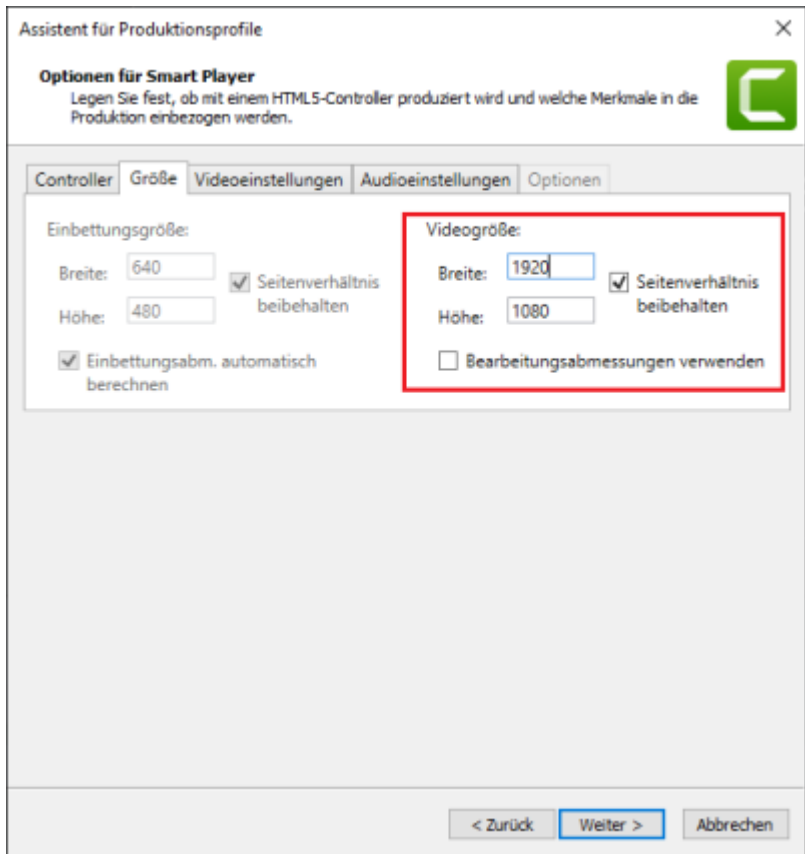 Assistent für Produktionsprofile
Optionen für Smart Player
Legen Sie fest, ob mit einem HTML5-Controller produziert wird und welche Merkmale in die
Produktion einbezogen werden.
Controller Größe Videoeinstellungen Audioeinstellungen Optionen
Einbettungsgröße:
Breite: 640
Seitenverhältnis
beibehalten
Höhe: 480
Einbettungsabm. automatisch
berechnen
Videogröße:
Breite: 1920
Seitenverhältnis
beibehalten
Höhe: 1080
Bearbeitungsabmessungen verwenden
< Zurück Weiter > Abbrechen